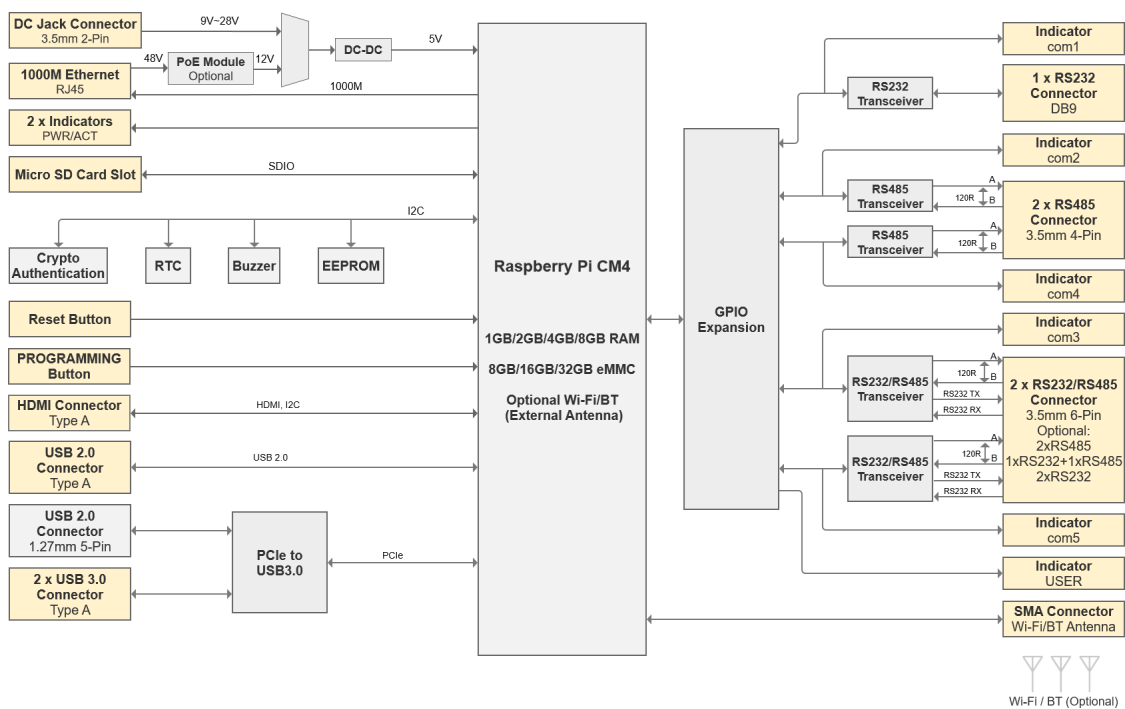 DC Jack Connector
3.5mm 2-Pin
9V~28V
48V
PoE Module
Optional
12V
DC-DC
5V
1000M Ethernet
RJ45
1000M
2 x Indicators
PWR/ACT
Micro SD Card Slot
SDIO
I2C
Crypto
Authentication
RTC
Buzzer
EEPROM
Reset Button
PROGRAMMING
Button
HDMI Connector
Type A
HDMI, I2C
USB 2.0
Connector
Type A
USB 2.0
USB 2.0
Connector
1.27mm 5-Pin
2 x USB 3.0
Connector
Type A
PCIe to
USB3.0
PCIe
Raspberry Pi CM4
1GB/2GB/4GB/8GB RAM
8GB/16GB/32GB eMMC
Optional Wi-Fi/BT
(External Antenna)
GPIO
Expansion
Indicator
com1
RS232
Transceiver
1 x RS232
Connector
DB9
Indicator
com2
RS485
Transceiver
A
120R
B
RS485
Transceiver
A
120R
B
2 x RS485
Connector
3.5mm 4-Pin
Indicator
com4
Indicator
com3
RS232/RS485
Transceiver
A
120R
B
RS232 TX
RS232 RX
RS232/RS485
Transceiver
A
120R
B
RS232 TX
RS232 RX
2 x RS232/RS485
Connector
3.5mm 6-Pin
Optional:
2xRS485
1xRS232+1xRS485
2xRS232
Indicator
com5
Indicator
USER
SMA Connector
Wi-Fi/BT Antenna
Wi-Fi / BT (Optional)